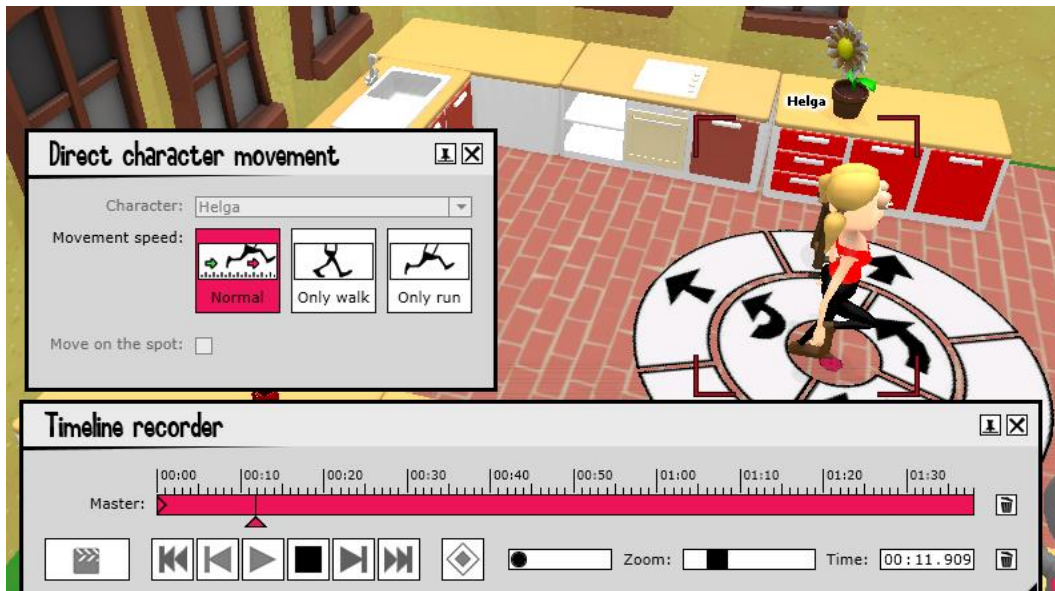 Helga
Direct character movement
Character: Helga
Movement speed:
Normal Only walk Only run
Move on the spot:
Timeline recorder
00:00 00:10 00:20 00:30 00:40 00:50 01:00 01:10 01:20 01:30
Master:
Zoom: Time: 00:11.909